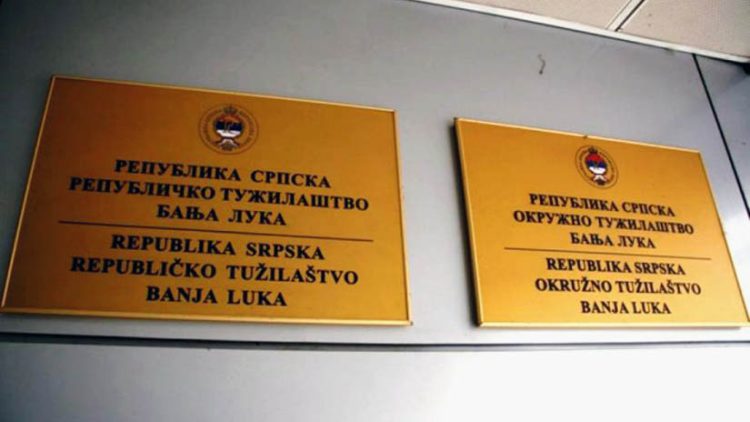 РЕПУБЛИКА СРПСКА
РЕПУБЛИЧКО ТУЖИЛАШТВО
БАЊА ЛУКА
REPUBLIKA SRPSKA
REPUBLIČKO TUŽILAŠTVO
BANJA LUKA
РЕПУБЛИКА СРПСКА
ОКРУЖНО ТУЖИЛАШТВО
БАЊА ЛУКА
REPUBLIKA SRPSKA
OKRUŽNO TUŽILAŠTVO
BANJA LUKA